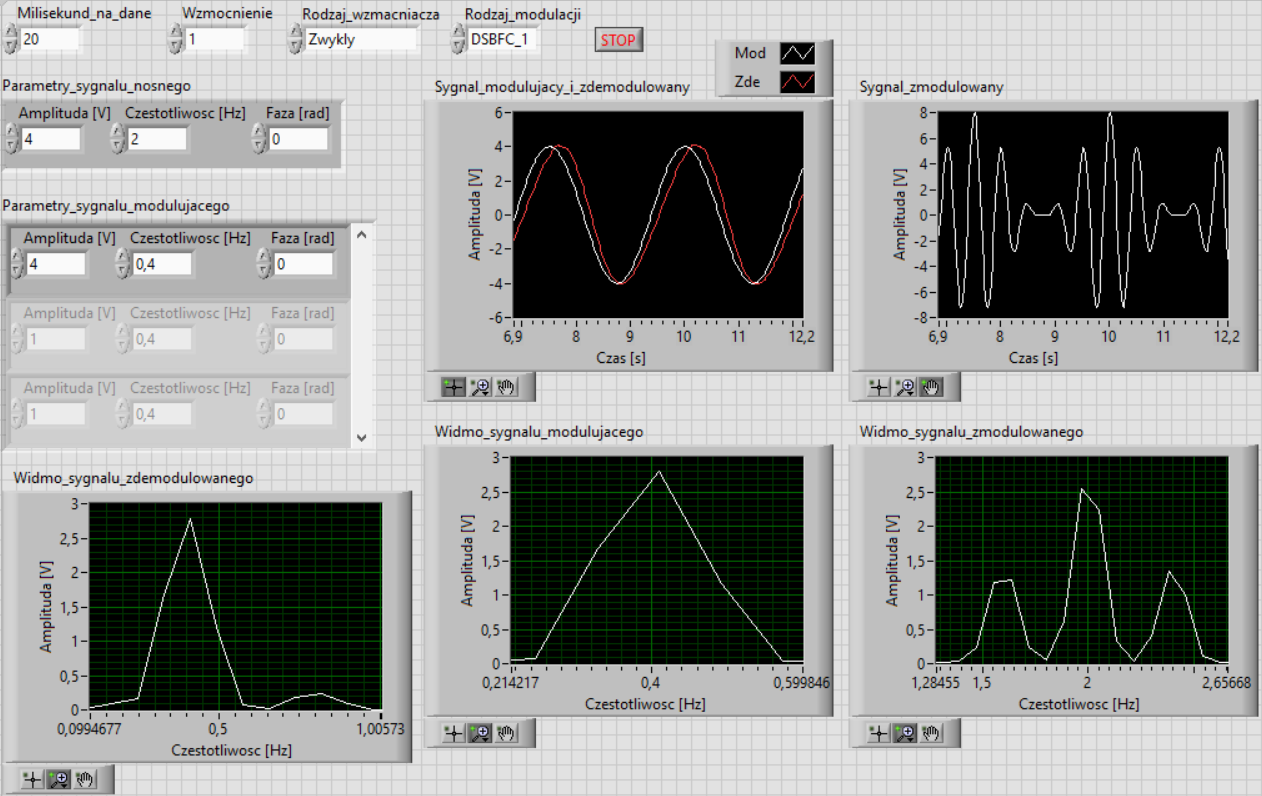 Milisekund_na_dane Wzmocnienie Rodzaj_wzmacniacza Rodzaj_modulacji
20 1 Zwykly DSBFC_1 STOP
Parametry_sygnalu_nosnego
Amplituda [V] Czestotliwosc [Hz] Faza [rad]
4 2 0
Parametry_sygnalu_modulujacego
Amplituda [V] Czestotliwosc [Hz] Faza [rad]
4 0,4 0
Amplituda [V] Czestotliwosc [Hz] Faza [rad]
1 0,4 0
Amplituda [V] Czestotliwosc [Hz] Faza [rad]
1 0,4 0
Mod
Zde
Sygnal_modulujacy_i_zdemodulowany
Amplituda [V]
6
4
2
0
-2
-4
-6
6,9 8 9 10 11 12,2
Czas [s]
Sygnal_zmodulowany
Amplituda [V]
8
6
4
2
0
-2
-4
-6
-8
6,9 8 9 10 11 12,2
Czas [s]
Widmo_sygnalu_zdemodulowanego
Amplituda [V]
3
2,5
2
1,5
1
0,5
0
0,0994677 0,5 1,00573
Czestotliwosc [Hz]
Widmo_sygnalu_modulujacego
Amplituda [V]
3
2,5
2
1,5
1
0,5
0
0,214217 0,4 0,599846
Czestotliwosc [Hz]
Widmo_sygnalu_zmodulowanego
Amplituda [V]
3
2,5
2
1,5
1
0,5
0
1,28455 1,5 2 2,65668
Czestotliwosc [Hz]